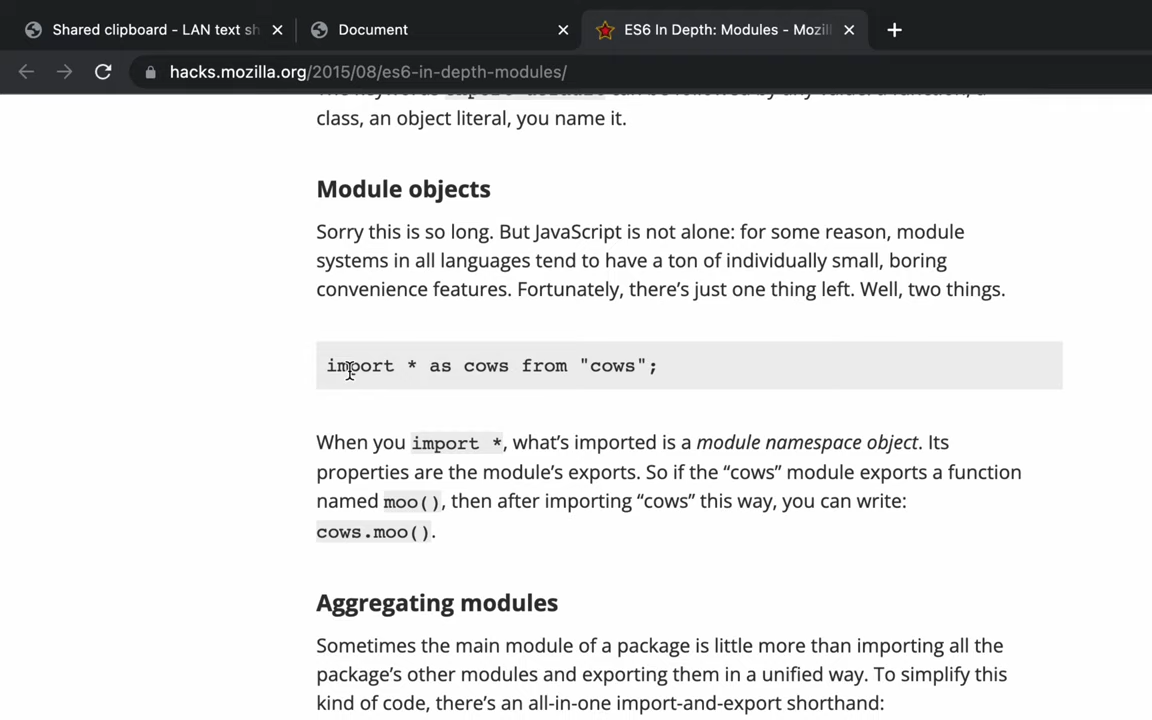 Shared clipboard - LAN text sh
Document
ES6 In Depth: Modules - Mozil
hacks.mozilla.org/2015/08/es6-in-depth-modules/
class, an object literal, you name it.
Module objects
Sorry this is so long. But JavaScript is not alone: for some reason, module
systems in all languages tend to have a ton of individually small, boring
convenience features. Fortunately, there’s just one thing left. Well, two things.
import * as cows from "cows";
When you import *, what’s imported is a module namespace object. Its
properties are the module’s exports. So if the “cows” module exports a function
named moo(), then after importing “cows” this way, you can write:
cows.moo().
Aggregating modules
Sometimes the main module of a package is little more than importing all the
package’s other modules and exporting them in a unified way. To simplify this
kind of code, there’s an all-in-one import-and-export shorthand: